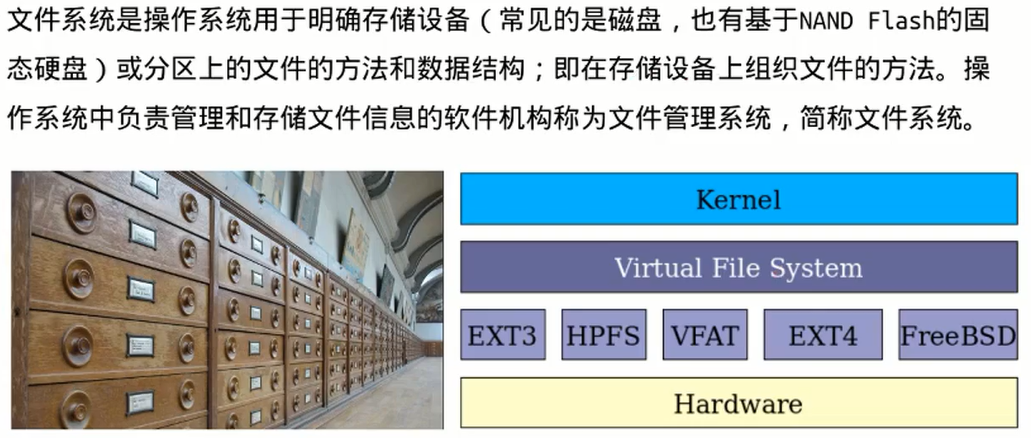 文件系统是操作系统用于明确存储设备（常见的是磁盘，也有基于NAND Flash的固
态硬盘）或分区上的文件的方法和数据结构；即在存储设备上组织文件的方法。操
作系统中负责管理和存储文件信息的软件机构称为文件管理系统，简称文件系统。
Kernel
Virtual File System
EXT3 HPFS VFAT EXT4 FreeBSD
Hardware